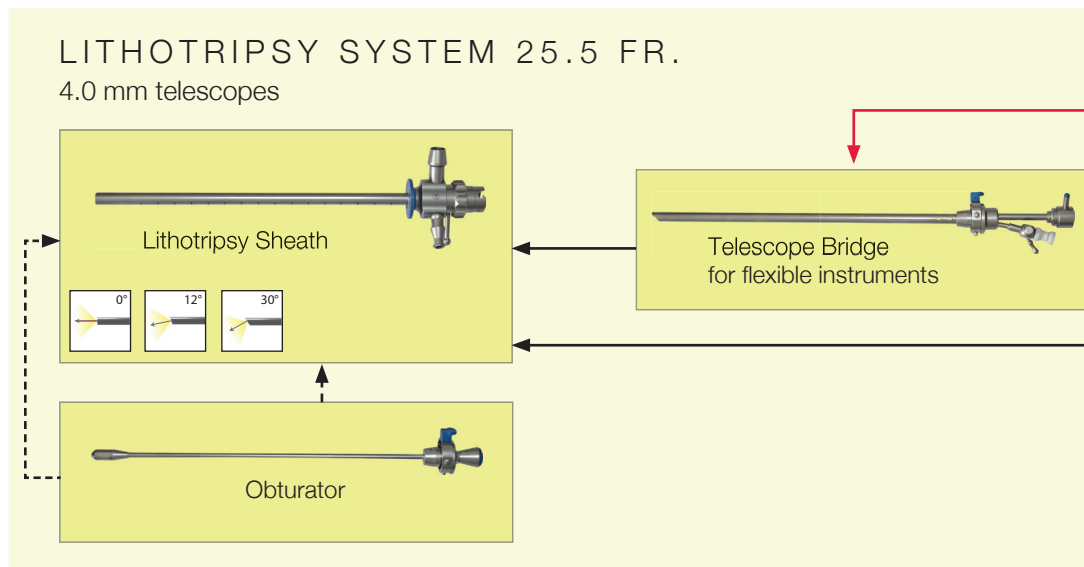 LITHOTRIPSY SYSTEM 25.5 FR.
4.0 mm telescopes
Lithotripsy Sheath
0°
12°
30°
Telescope Bridge
for flexible instruments
Obturator